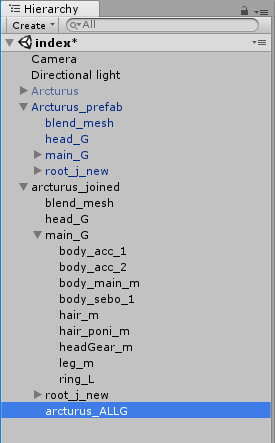 Hierarchy
Create All
index*
Camera
Directional light
Arcturus
Arcturus_prefab
blend_mesh
head_G
main_G
root_j_new
arcturus_joined
blend_mesh
head_G
main_G
body_acc_1
body_acc_2
body_main_m
body_sebo_1
hair_m
hair_poni_m
headGear_m
leg_m
ring_L
root_j_new
arcturus_ALLG